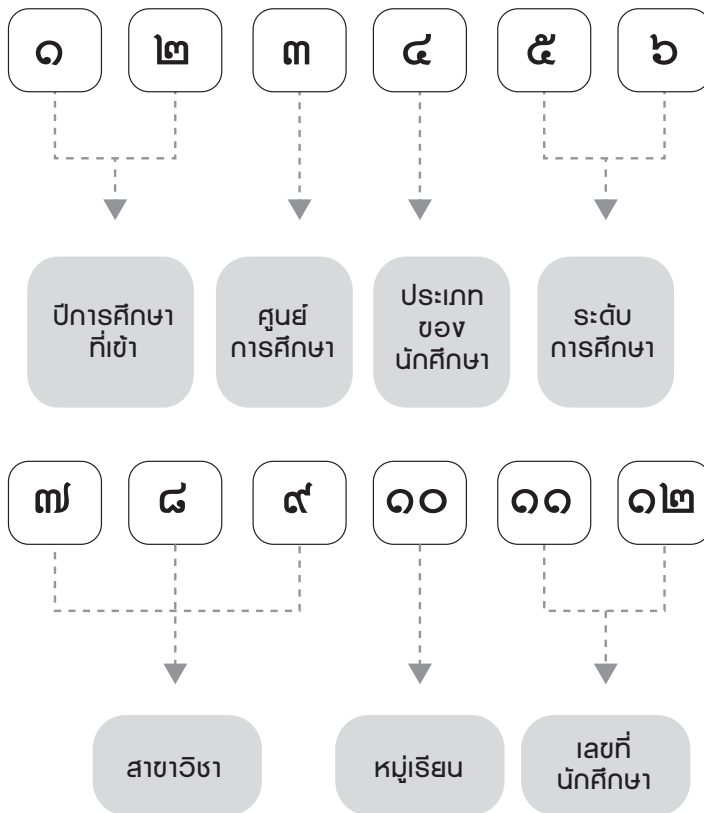 ๑ ๒ ๓ ๔ ๕ ๖
ปีการศึกษา
ที่เข้า
ศูนย์
การศึกษา
ประเภท
ของ
นักศึกษา
ระดับ
การศึกษา
๗ ๘ ๙ ๑๐ ๑๑ ๑๒
สาขาวิชา
หมู่เรียน
เลขที่
นักศึกษา